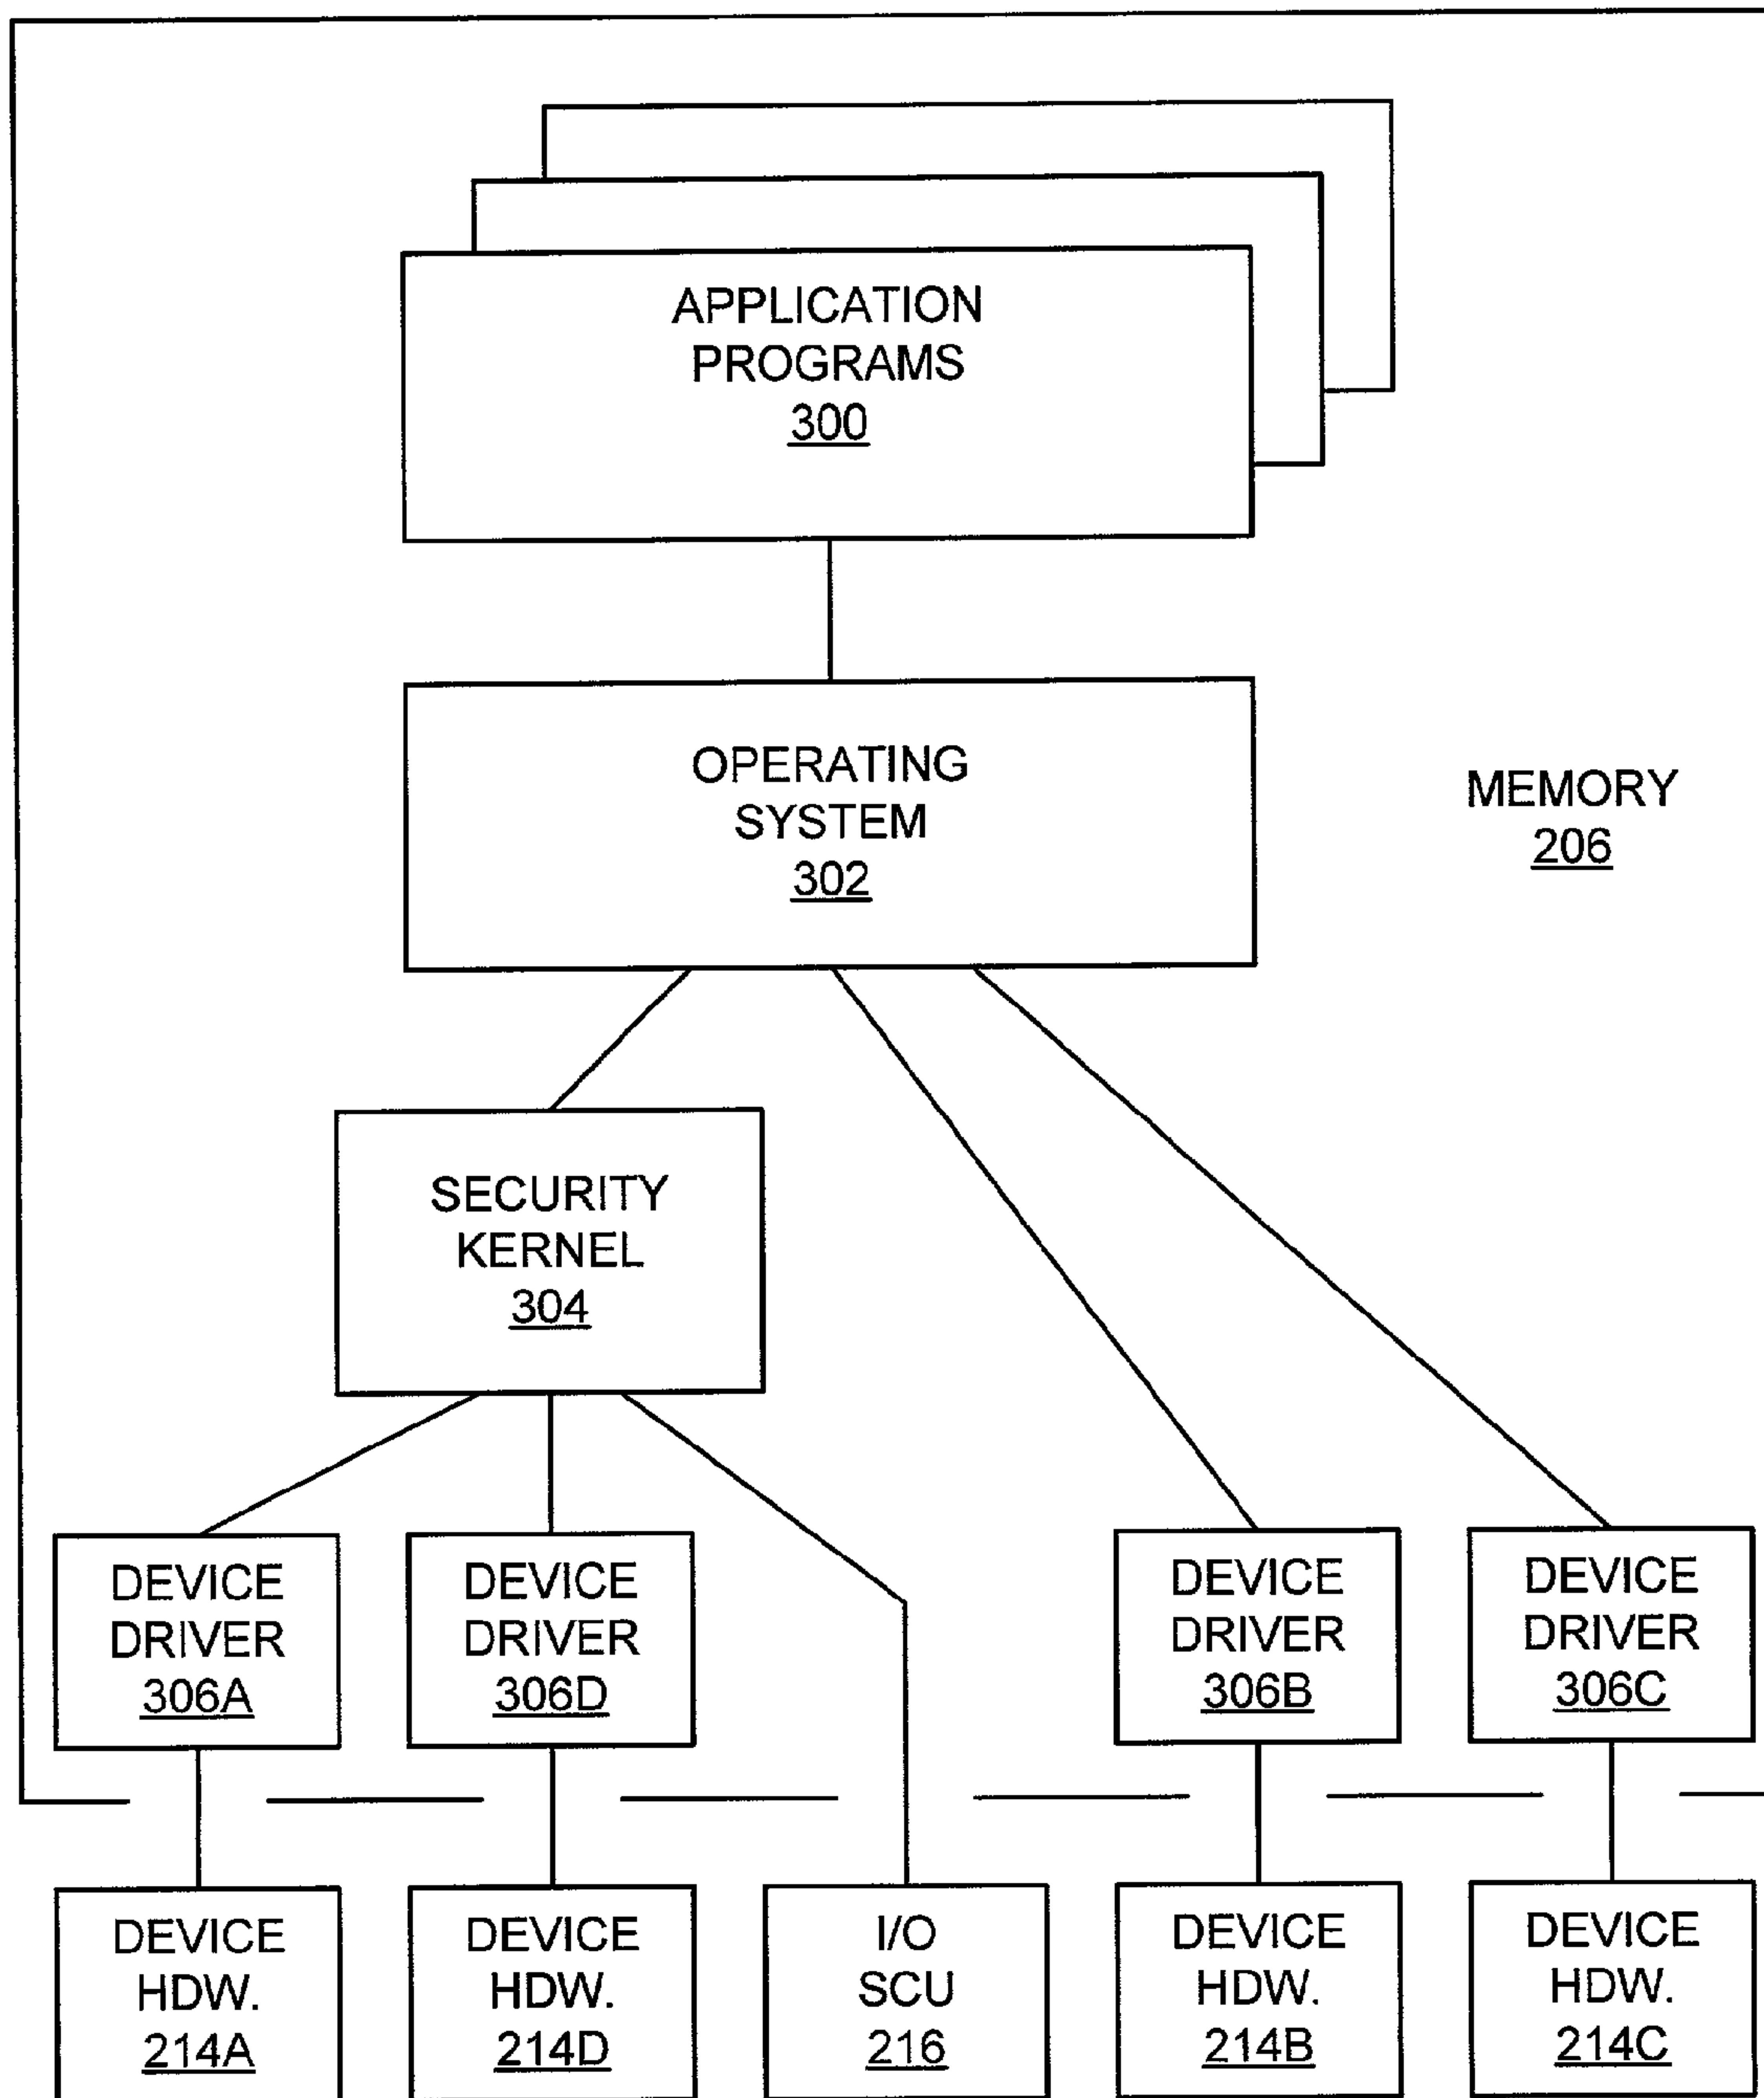 APPLICATION
PROGRAMS
300
OPERATING
SYSTEM
302
MEMORY
206
SECURITY
KERNEL
304
DEVICE
DRIVER
306A
DEVICE
DRIVER
306D
DEVICE
DRIVER
306B
DEVICE
DRIVER
306C
DEVICE
HDW.
214A
DEVICE
HDW.
214D
I/O
SCU
216
DEVICE
HDW.
214B
DEVICE
HDW.
214C